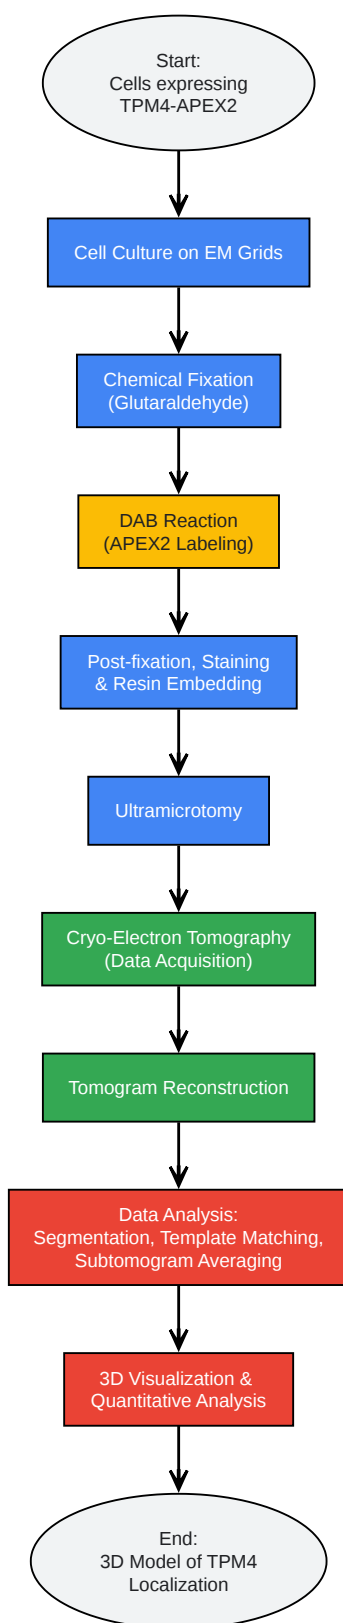 Start:
Cells expressing
TPM4-APEX2
Cell Culture on EM Grids
Chemical Fixation
(Glutaraldehyde)
DAB Reaction
(APEX2 Labeling)
Post-fixation, Staining
& Resin Embedding
Ultramicrotomy
Cryo-Electron Tomography
(Data Acquisition)
Tomogram Reconstruction
Data Analysis:
Segmentation, Template Matching,
Subtomogram Averaging
3D Visualization &
Quantitative Analysis
End:
3D Model of TPM4
Localization